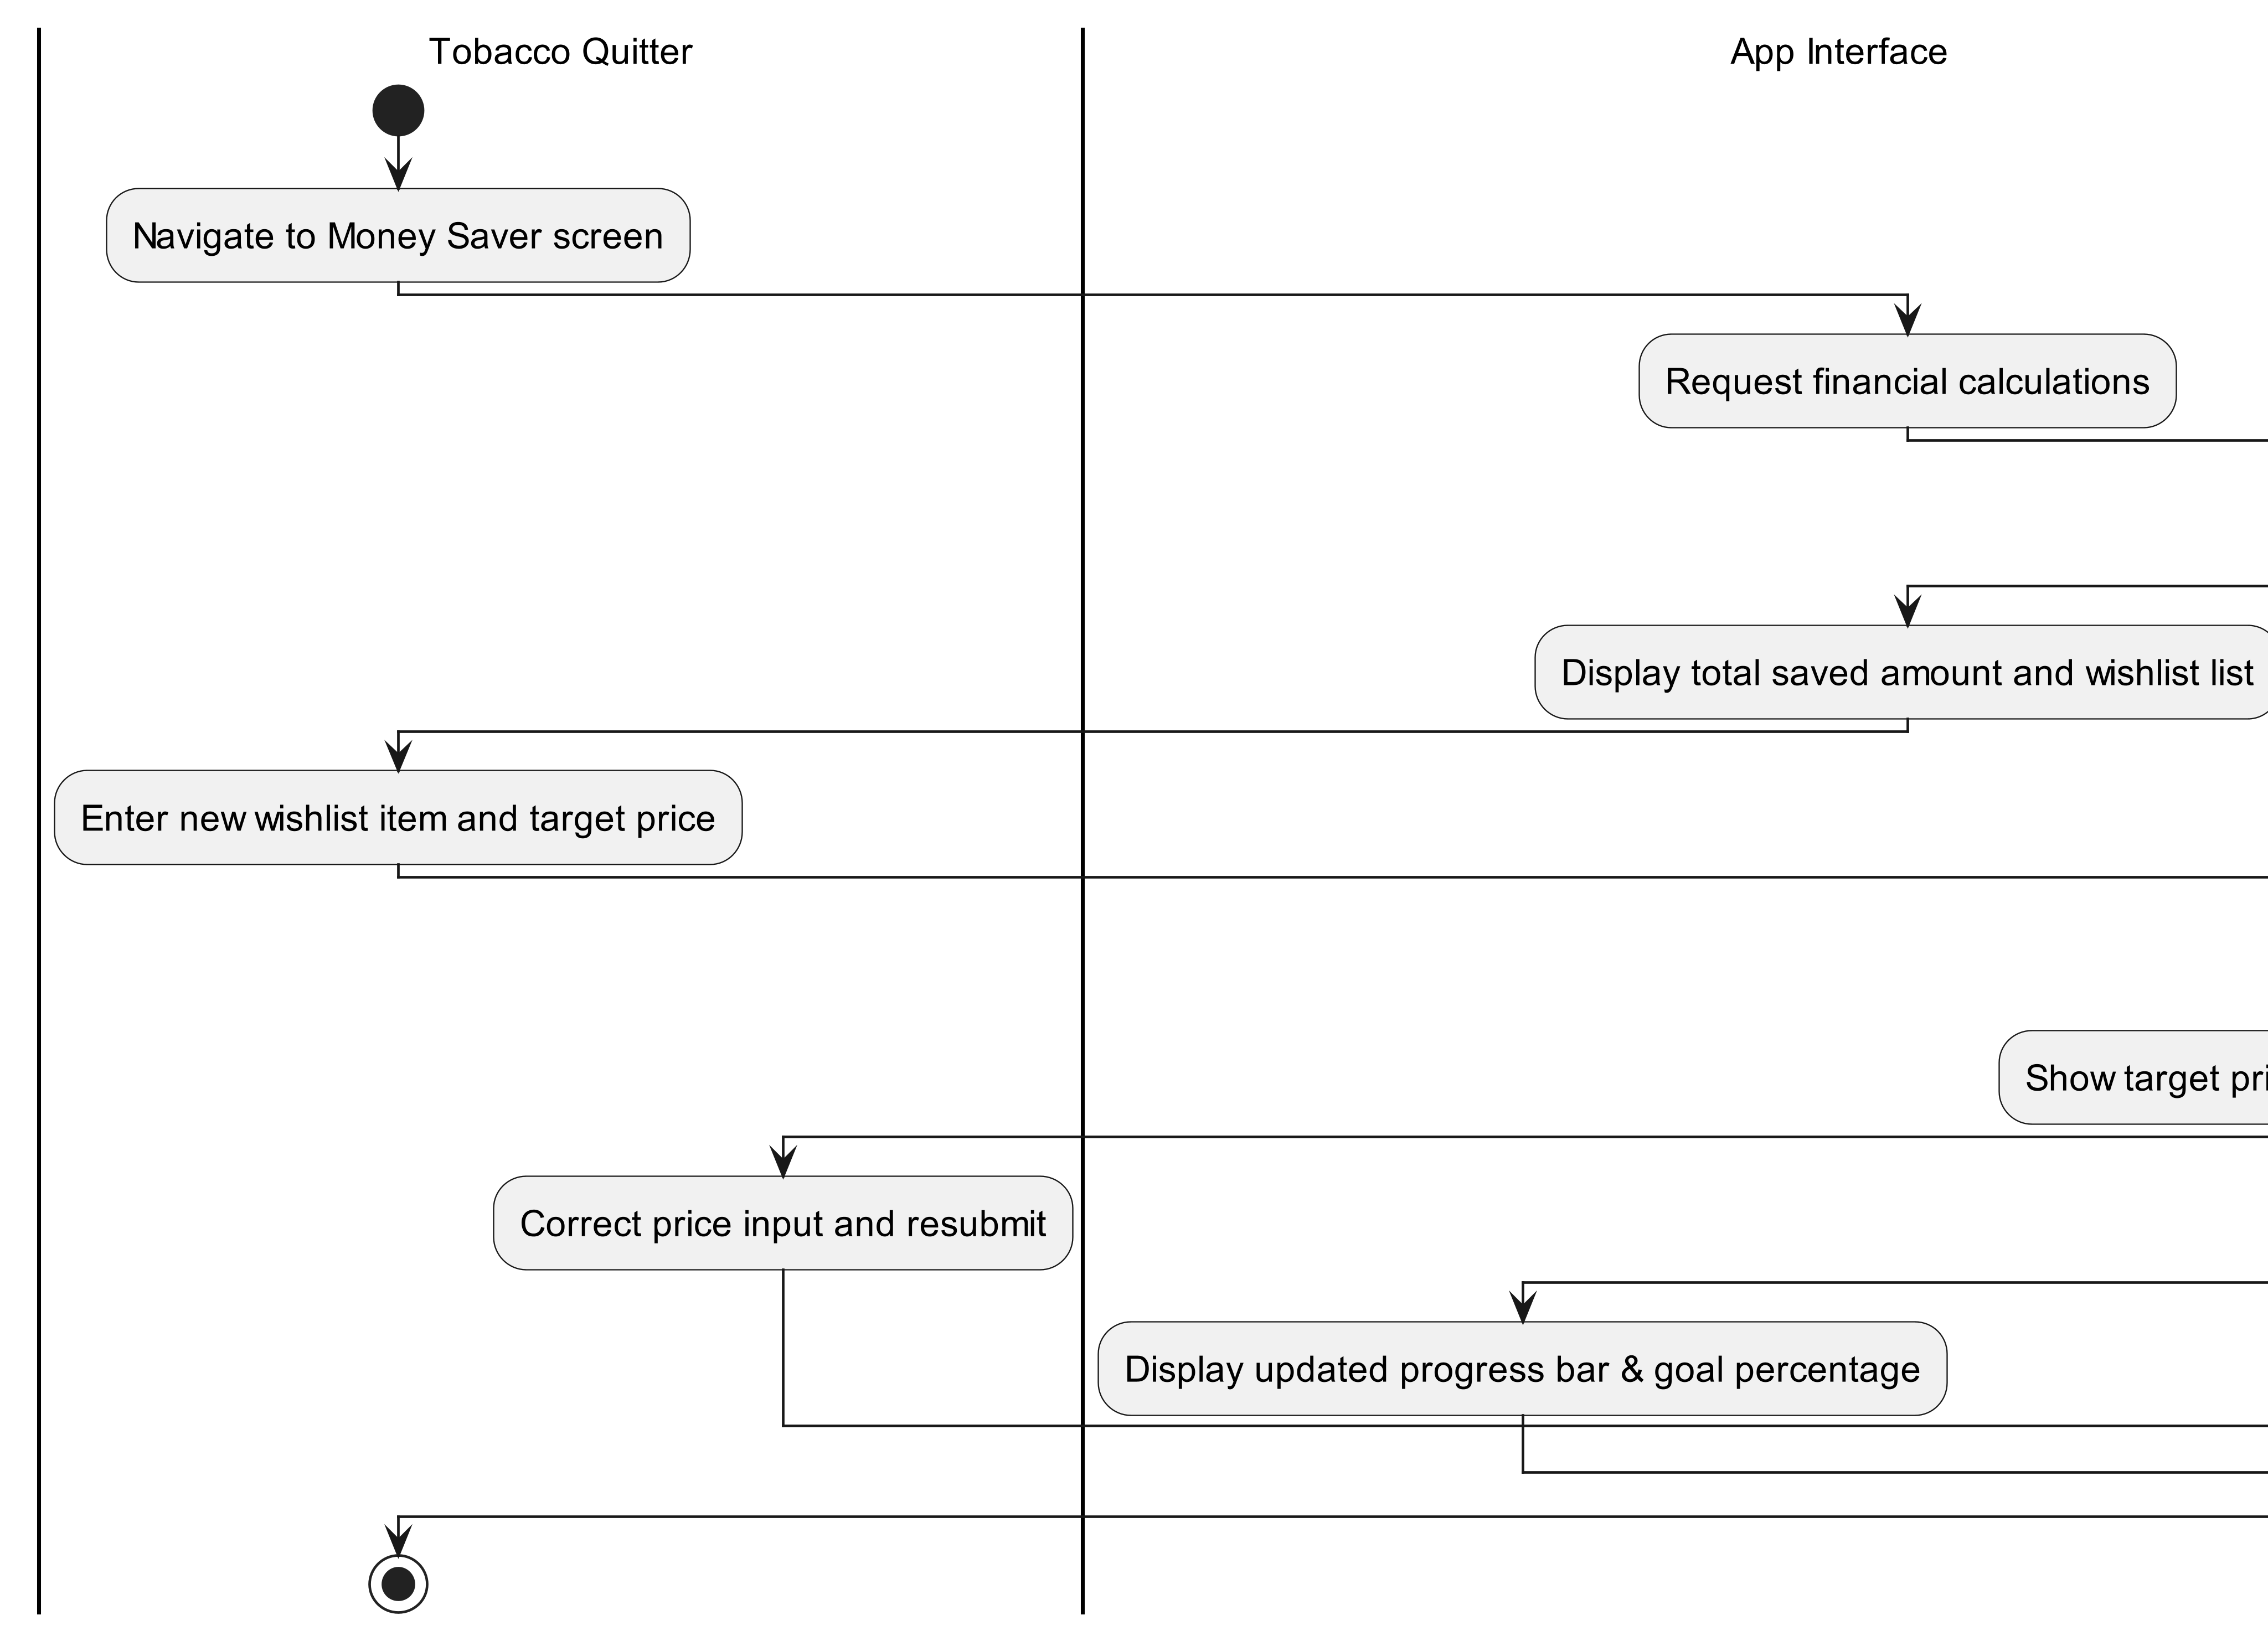 Tobacco Quitter
App Interface
Navigate to Money Saver screen
Request financial calculations
Display total saved amount and wishlist list
Enter new wishlist item and target price
Show target pri
Correct price input and resubmit
Display updated progress bar & goal percentage